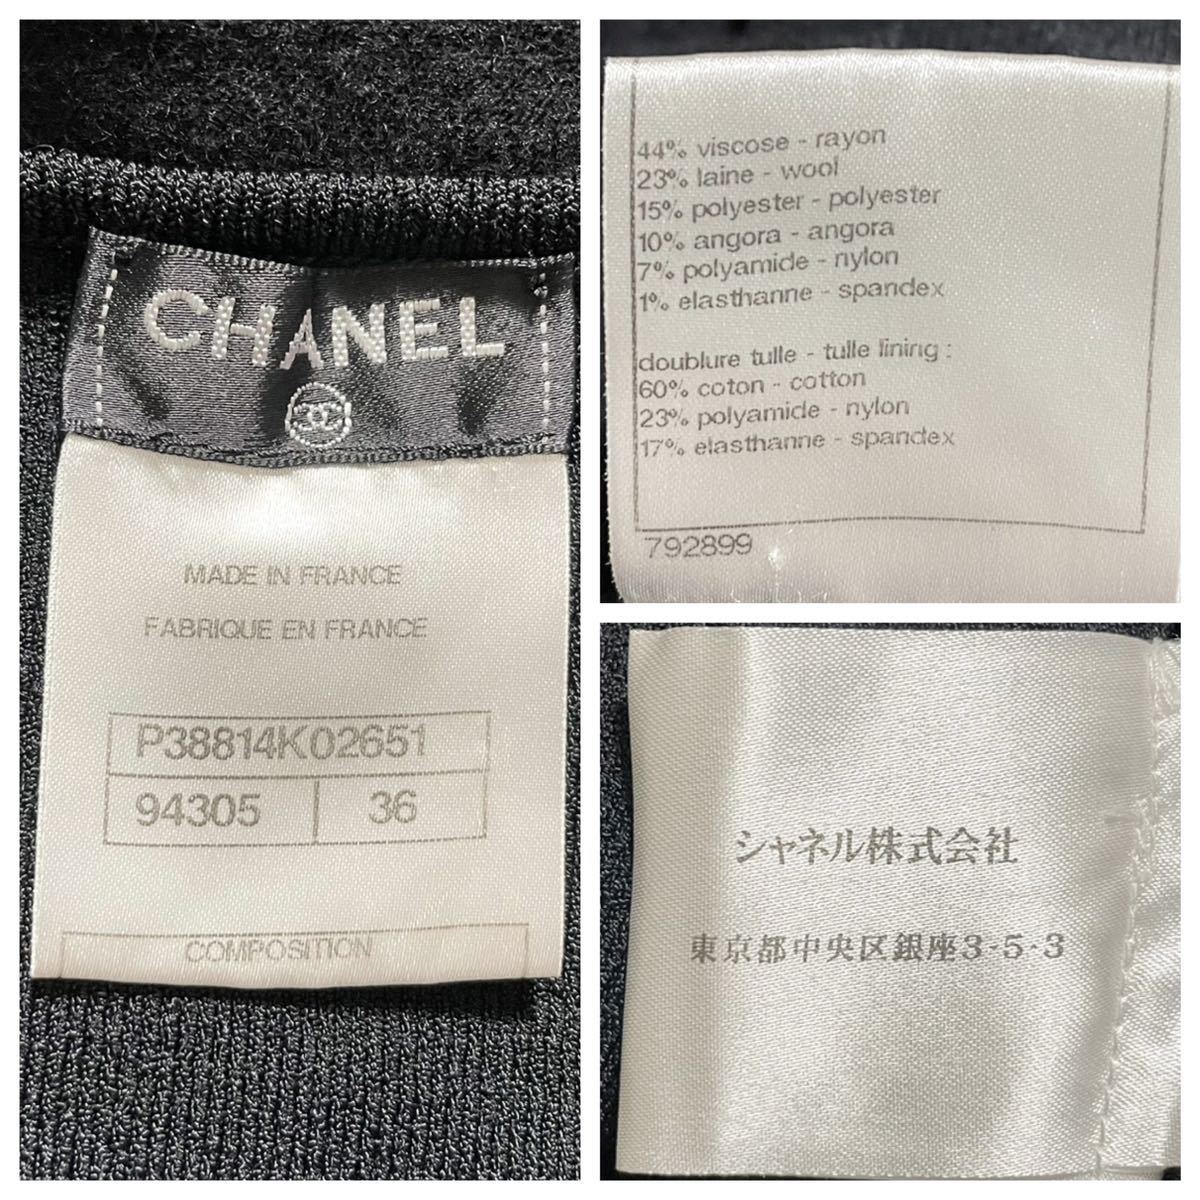 CHANEL
MADE IN FRANCE
FABRIQUE EN FRANCE
P38814K02651
94305 36
COMPOSITION
44% viscose - rayon
23% laine - wool
15% polyester - polyester
10% angora - angora
7% polyamide - nylon
1% elasthanne - spandex
doublure tulle - tulle lining :
60% coton - cotton
23% polyamide - nylon
17% elasthanne - spandex
792899
シャネル株式会社
東京都中央区銀座3-5-3